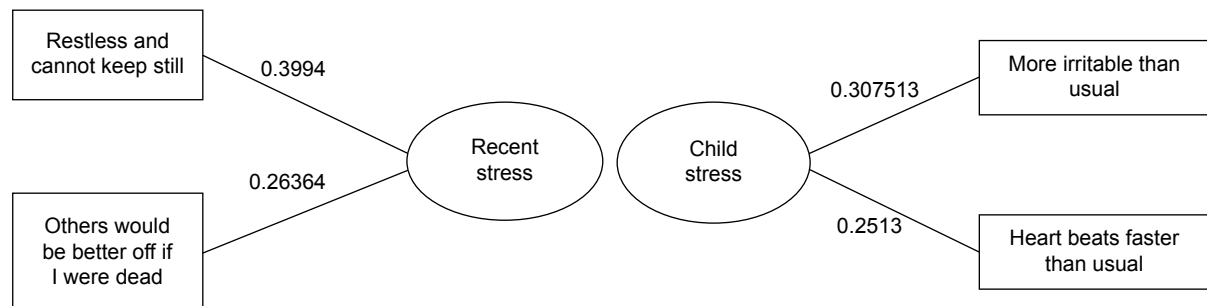 Restless and
cannot keep still
0.3994
Others would
be better off if
I were dead
0.26364
Recent
stress
Child
stress
0.307513
More irritable than
usual
0.2513
Heart beats faster
than usual